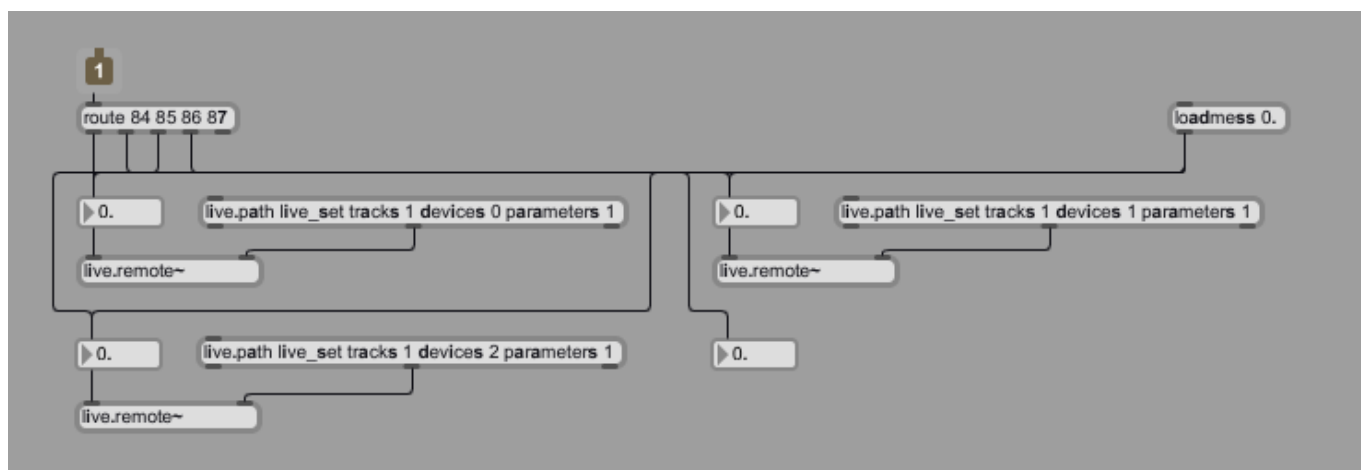 1
route 84 85 86 87
loadmess 0.
0.
live.path live_set tracks 1 devices 0 parameters 1
0.
live.path live_set tracks 1 devices 1 parameters 1
live.remote~
live.remote~
0.
live.path live_set tracks 1 devices 2 parameters 1
0.
live.remote~